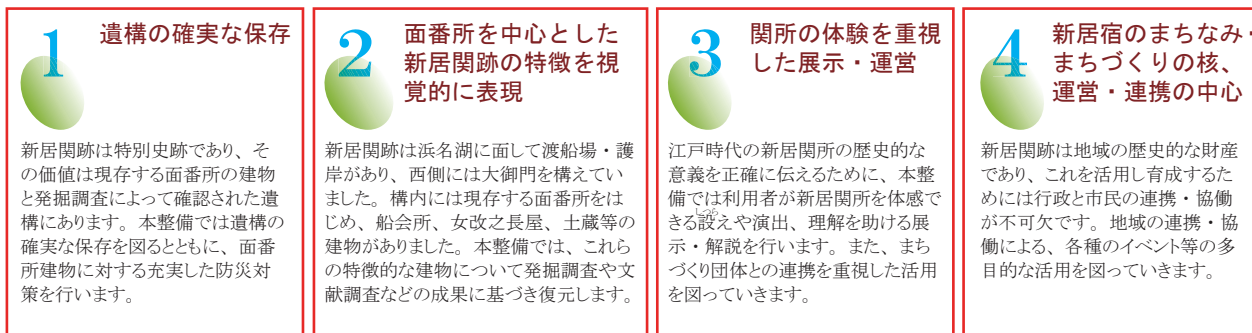 1
遺構の確実な保存
新居関跡は特別史跡であり、そ
の価値は現存する面番所の建物
と発掘調査によって確認された遺
構にあります。本整備では遺構の
確実な保存を図るとともに、面番
所建物に対する充実した防災対
策を行います。
2
面番所を中心とした
新居関跡の特徴を視
覚的に表現
新居関跡は浜名湖に面して渡船場・護
岸があり、西側には大御門を構えてい
ました。構内には現存する面番所をは
じめ、船会所、女改之長屋、土蔵等の
建物がありました。本整備では、これら
の特徴的な建物について発掘調査や文
献調査などの成果に基づき復元します。
3
関所の体験を重視
した展示・運営
江戸時代の新居関所の歴史的な
意義を正確に伝えるために、本整
備では利用者が新居関所を体感で
しつら
きる設えや演出、理解を助ける展
示・解説を行います。また、まち
づくり団体との連携を重視した活用
を図っていきます。
4
新居宿のまちなみ・
まちづくりの核、
運営・連携の中心
新居関跡は地域の歴史的な財産
であり、これを活用し育成するた
めには行政と市民の連携・協働
が不可欠です。地域の連携・協
働による、各種のイベント等の多
目的な活用を図っていきます。